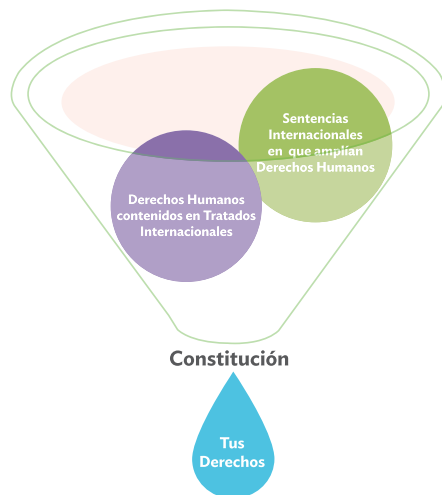 Sentencias
Internacionales
en que amplían
Derechos Humanos
Derechos Humanos
contenidos en Tratados
Internacionales
Constitución
Tus
Derechos